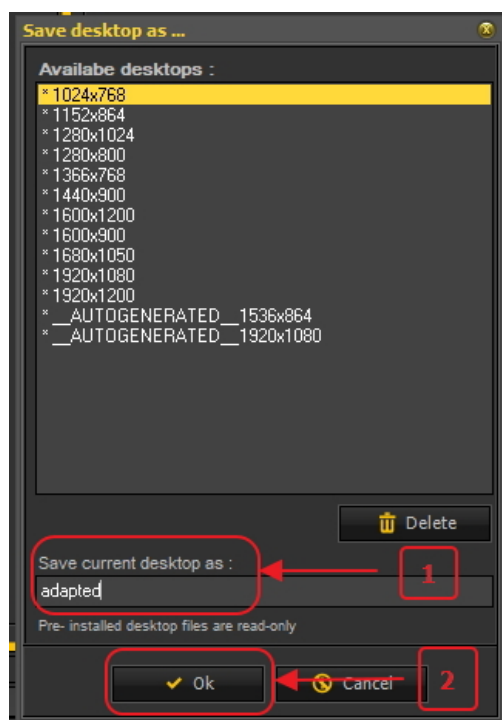 Save desktop as ...
Availabe desktops :
* 1024x768
* 1152x864
* 1280x1024
* 1280x800
* 1366x768
* 1440x900
* 1600x1200
* 1600x900
* 1680x1050
* 1920x1080
* 1920x1200
* __AUTOGENERATED__1536x864
* __AUTOGENERATED__1920x1080
Delete
Save current desktop as :
1
adapted
Pre- installed desktop files are read-only
Ok
Cancel
2